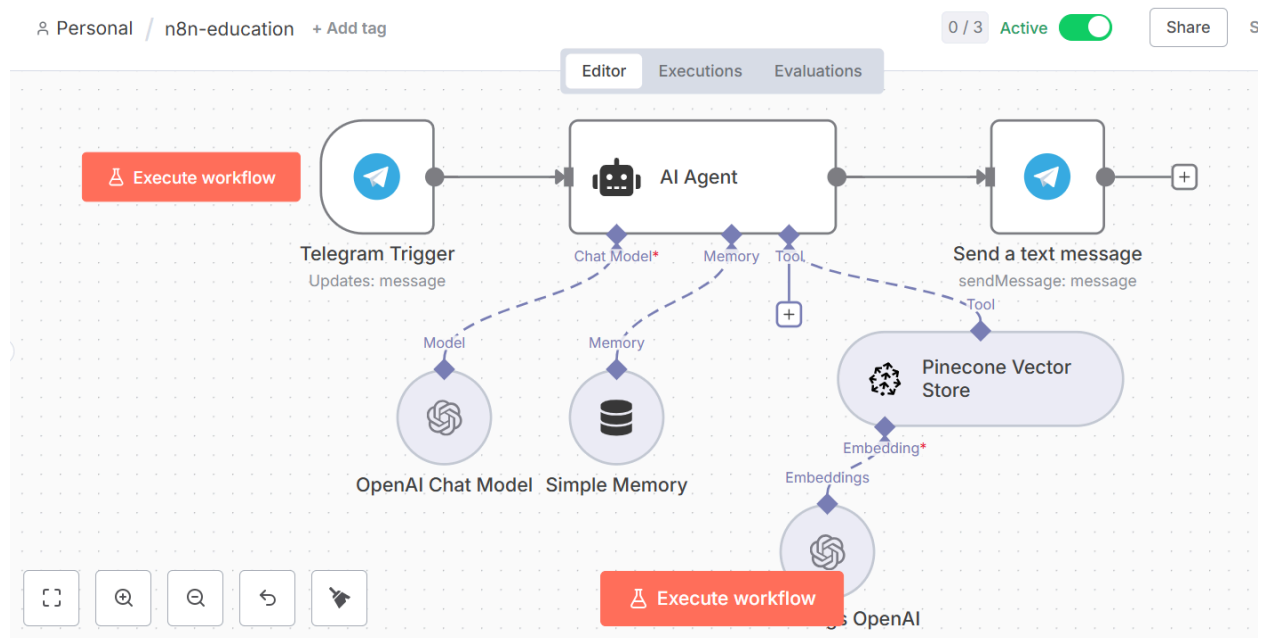 Personal / n8n-education + Add tag
0 / 3 Active Share S
Editor Executions Evaluations
Execute workflow
AI Agent
Telegram Trigger
Updates: message
Chat Model*
Memory
Tool
Send a text message
sendMessage: message
Tool
Model
Memory
Pinecone Vector
Store
Embedding*
Embeddings
OpenAI Chat Model
Simple Memory
Execute workflow
s OpenAI